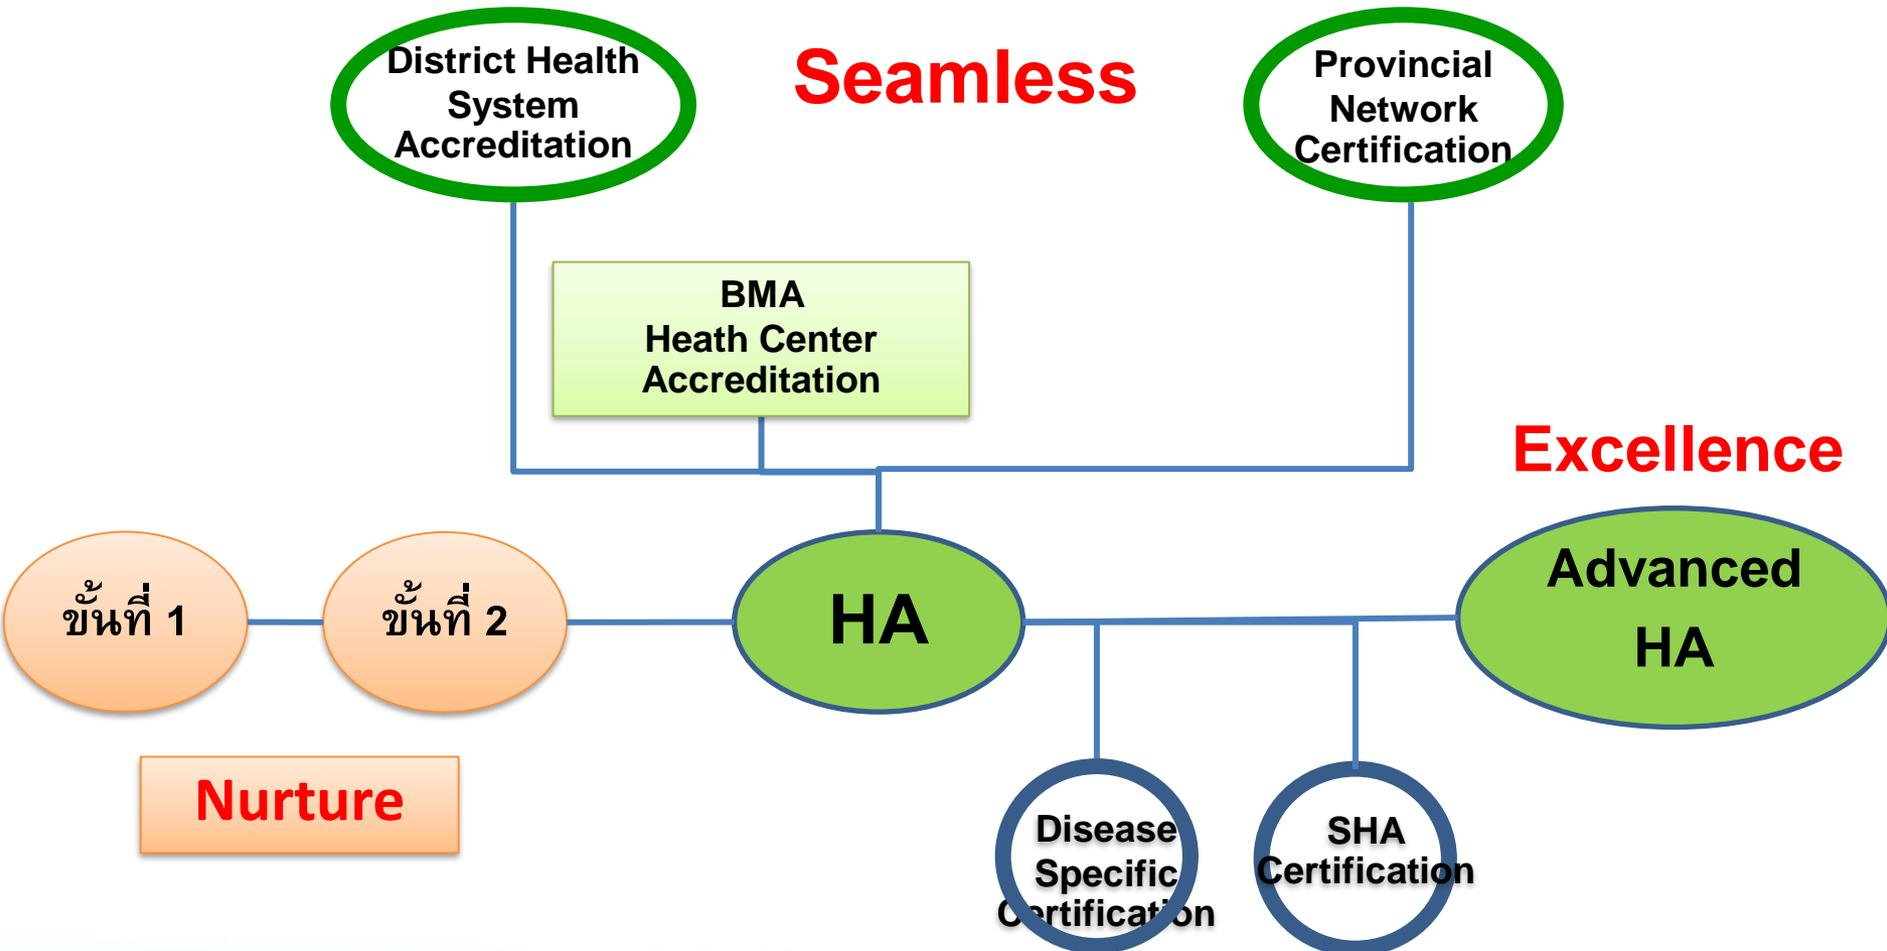 District Health
System
Accreditation
Seamless
Provincial
Network
Certification
BMA
Heath Center
Accreditation
Excellence
ขั้นที่ 1
ขั้นที่ 2
HA
Advanced
HA
Nurture
Disease
Specific
Certification
SHA
Certification